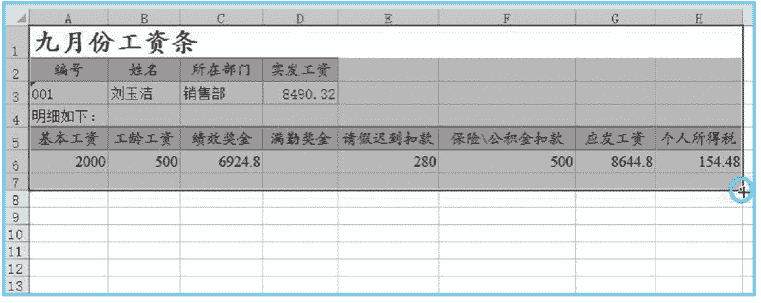 A B C D E F G H
1 九月份工资条
2 编号 姓名 所在部门 实发工资
3 001 刘玉洁 销售部 8490.32
4 明细如下:
5 基本工资 工龄工资 绩效奖金 满勤奖金 请假迟到扣款 保险\公积金扣款 应发工资 个人所得税
6 2000 500 6924.8 280 500 8644.8 154.48
7
8
9
10
11
12
13